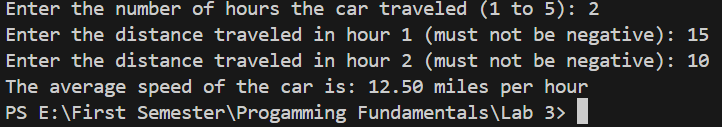 Enter the number of hours the car traveled (1 to 5): 2
Enter the distance traveled in hour 1 (must not be negative): 15
Enter the distance traveled in hour 2 (must not be negative): 10
The average speed of the car is: 12.50 miles per hour
PS E:\First Semester\Progamming Fundamentals\Lab 3>